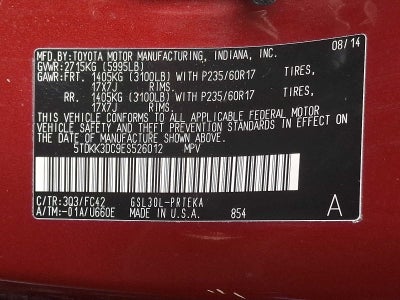 MFD.BY:TOYOTA MOTOR MANUFACTURING, INDIANA, INC.
08/14
GVWR:2715KG (5995LB)
GAWR:FRT. 1405KG (3100LB) WITH P235/60R17 TIRES,
17X7J RIMS.
RR. 1405KG (3100LB) WITH P235/60R17 TIRES,
17X7J RIMS.
THIS VEHICLE CONFORMS TO ALL APPLICABLE FEDERAL MOTOR
VEHICLE SAFETY, AND THEFT PREVENTION STANDARDS IN EFFECT ON
THE DATE OF MANUFACTURE SHOWN ABOVE.
5TDKK3DC9ES526012 MPV
C/TR:3Q3/FC42 GSL30L-PRTEKA
A/TM:-01A/U660E MADE IN U.S.A. 854 A